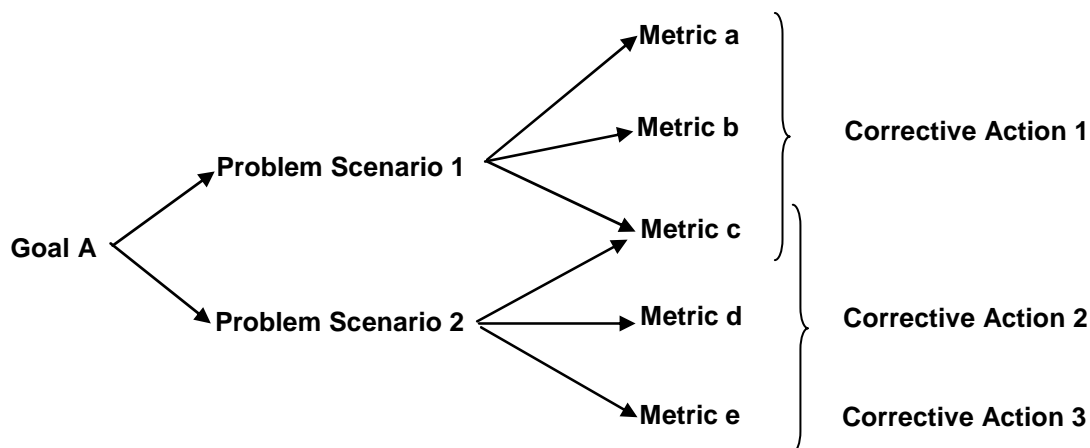 Goal A
Problem Scenario 1
Problem Scenario 2
Metric a
Metric b
Metric c
Metric d
Metric e
Corrective Action 1
Corrective Action 2
Corrective Action 3